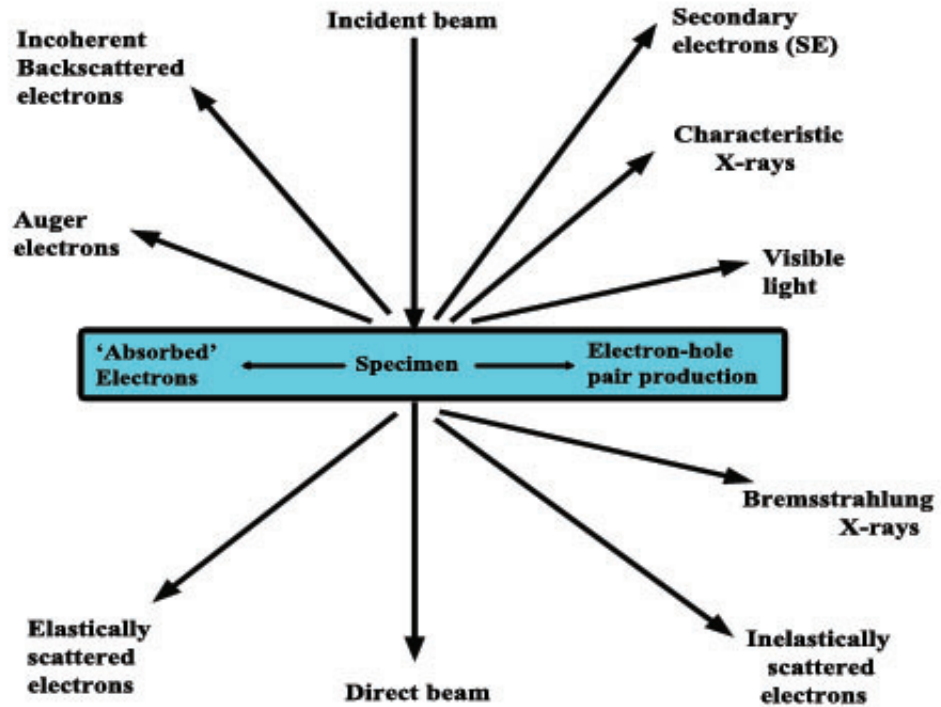 Incident beam
Secondary
electrons (SE)
Incoherent
Backscattered
electrons
Characteristic
X-rays
Auger
electrons
Visible
light
‘Absorbed’
Electrons
Specimen
Electron-hole
pair production
Bremsstrahlung
X-rays
Elastically
scattered
electrons
Direct beam
Inelastically
scattered
electrons